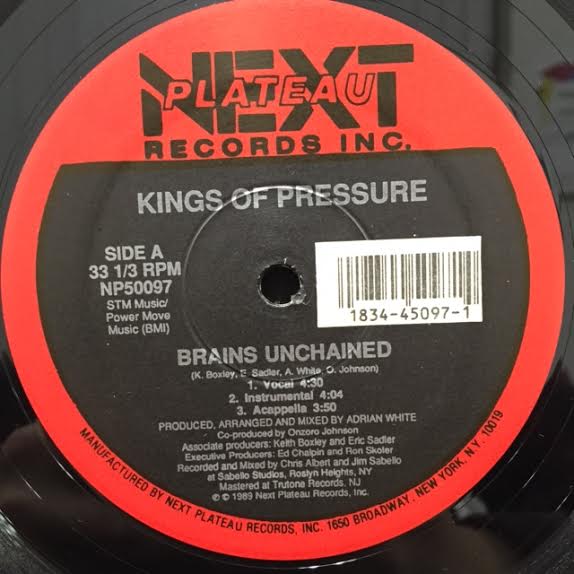 NEXT
PLATEAU
RECORDS INC.
KINGS OF PRESSURE
SIDE A
33 1/3 RPM
NP50097
STM Music/
Power Move
Music (BMI)
1834-45097-1
BRAINS UNCHAINED
(K. Boxley, E. Sadler, A. White, O. Johnson)
1. Vocal 4:30
2. Instrumental 4:04
3. Acappella 3:50
PRODUCED, ARRANGED AND MIXED BY ADRIAN WHITE
Co-produced by Onzoro Johnson
Associate producers: Keith Boxley and Eric Sadler
Executive Producers: Ed Chalpin and Ron Skoler
Recorded and Mixed by Chris Albert and Jim Sabello
at Sabello Studios, Roslyn Heights, NY
Mastered at Trutone Records, NJ
℗ © 1989 Next Plateau Records, Inc.
MANUFACTURED BY NEXT PLATEAU RECORDS, INC. 1650 BROADWAY, NEW YORK, N.Y. 10019